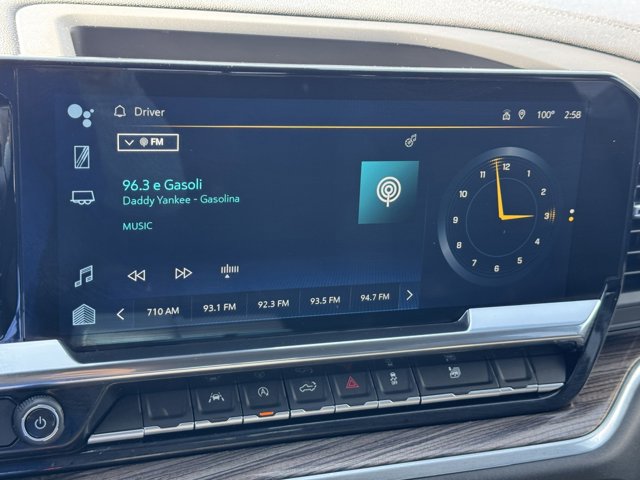 Driver
100° 2:58
FM
96.3 e Gasoli
Daddy Yankee - Gasolina
MUSIC
710 AM 93.1 FM 92.3 FM 93.5 FM 94.7 FM
12
1
2
3
4
5
6
7
8
9
10
11